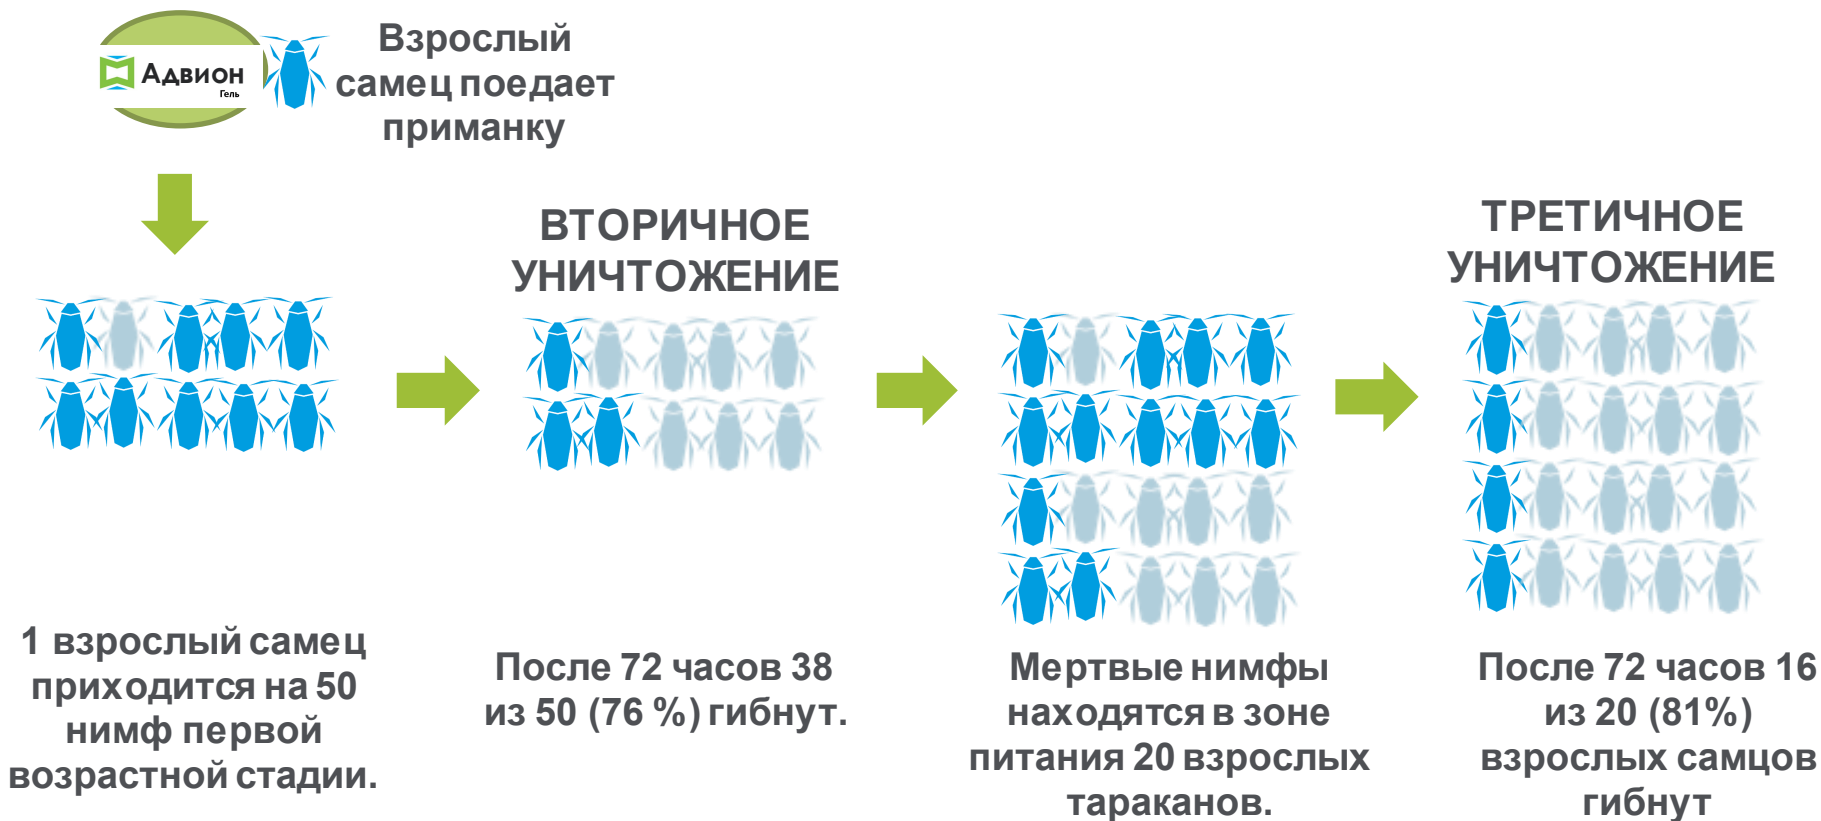 Адвион
Гель
Взрослый
самец поедает
приманку
ВТОРИЧНОЕ
УНИЧТОЖЕНИЕ
ТРЕТИЧНОЕ
УНИЧТОЖЕНИЕ
1 взрослый самец
приходится на 50
нимф первой
возрастной стадии.
После 72 часов 38
из 50 (76 %) гибнут.
Мертвые нимфы
находятся в зоне
питания 20 взрослых
тараканов.
После 72 часов 16
из 20 (81%)
взрослых самцов
гибнут